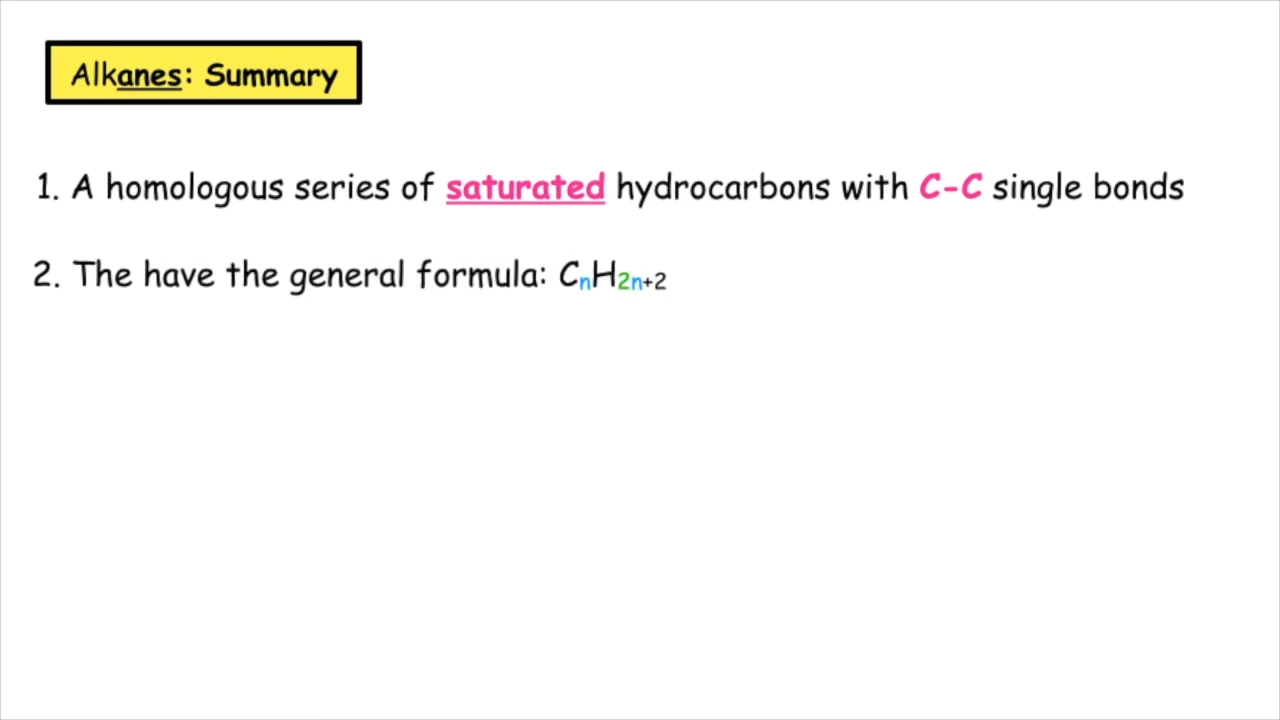 Alkanes: Summary
1. A homologous series of saturated hydrocarbons with C-C single bonds
2. The have the general formula: CnH2n+2